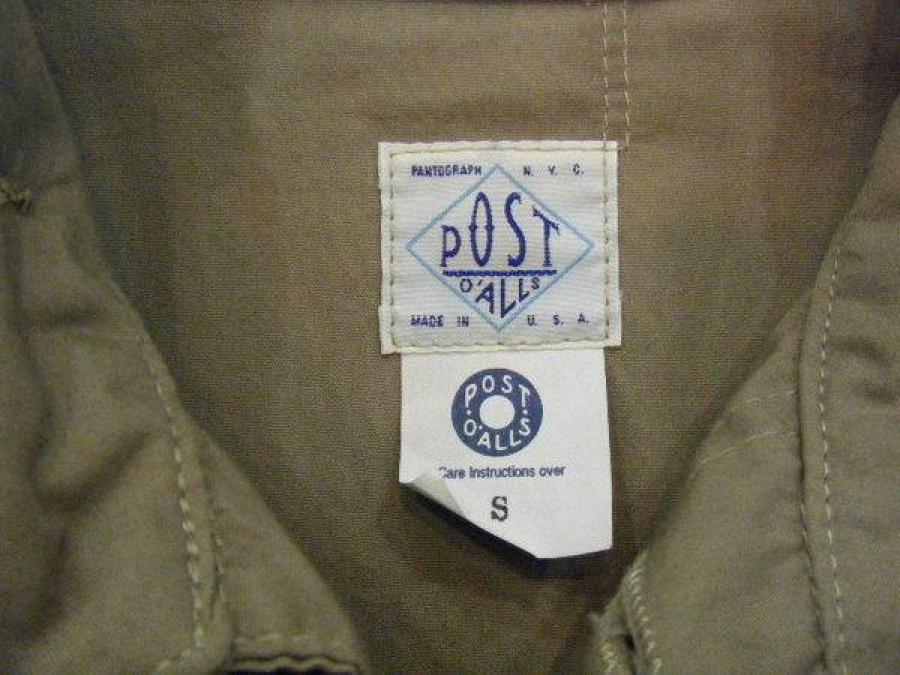 PANTOGRAPH N. Y. C.
POST
O'ALLS
MADE IN U. S. A.
POST
O'ALLS
Care Instructions over
S